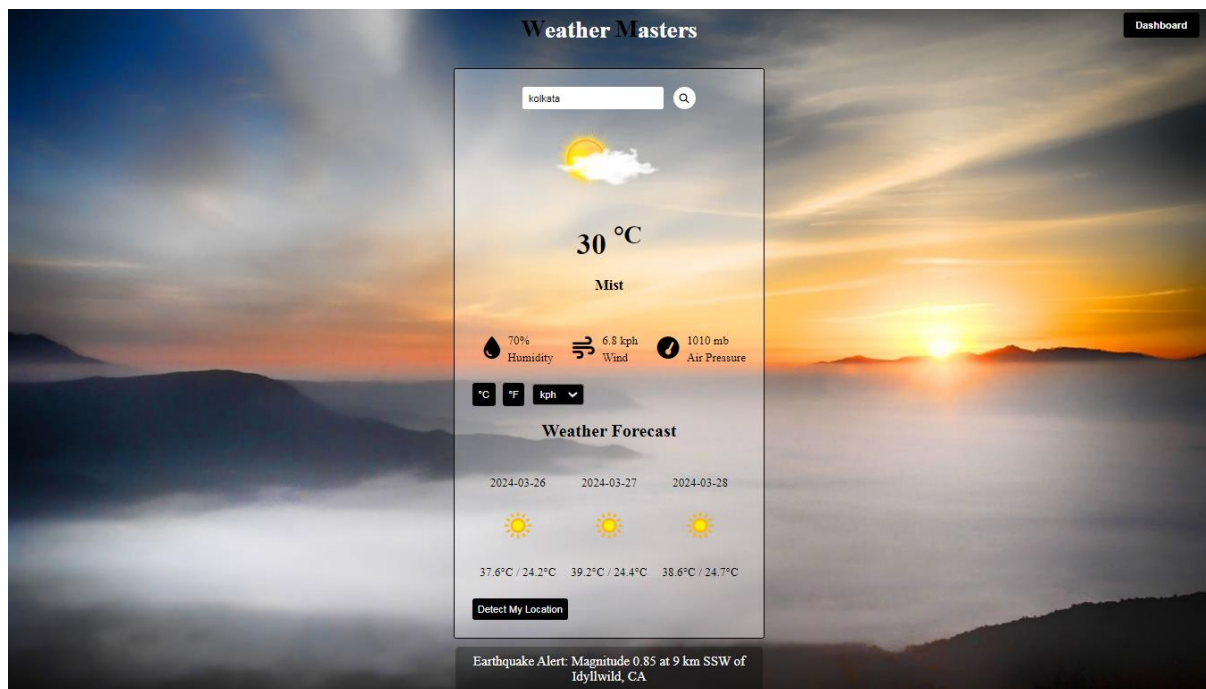 Weather Masters
Dashboard
kolkata
30 °C
Mist
70%
Humidity
6.8 kph
Wind
1010 mb
Air Pressure
°C
°F
kph
Weather Forecast
2024-03-26 2024-03-27 2024-03-28
37.6°C / 24.2°C 39.2°C / 24.4°C 38.6°C / 24.7°C
Detect My Location
Earthquake Alert: Magnitude 0.85 at 9 km SSW of
Idyllwild, CA